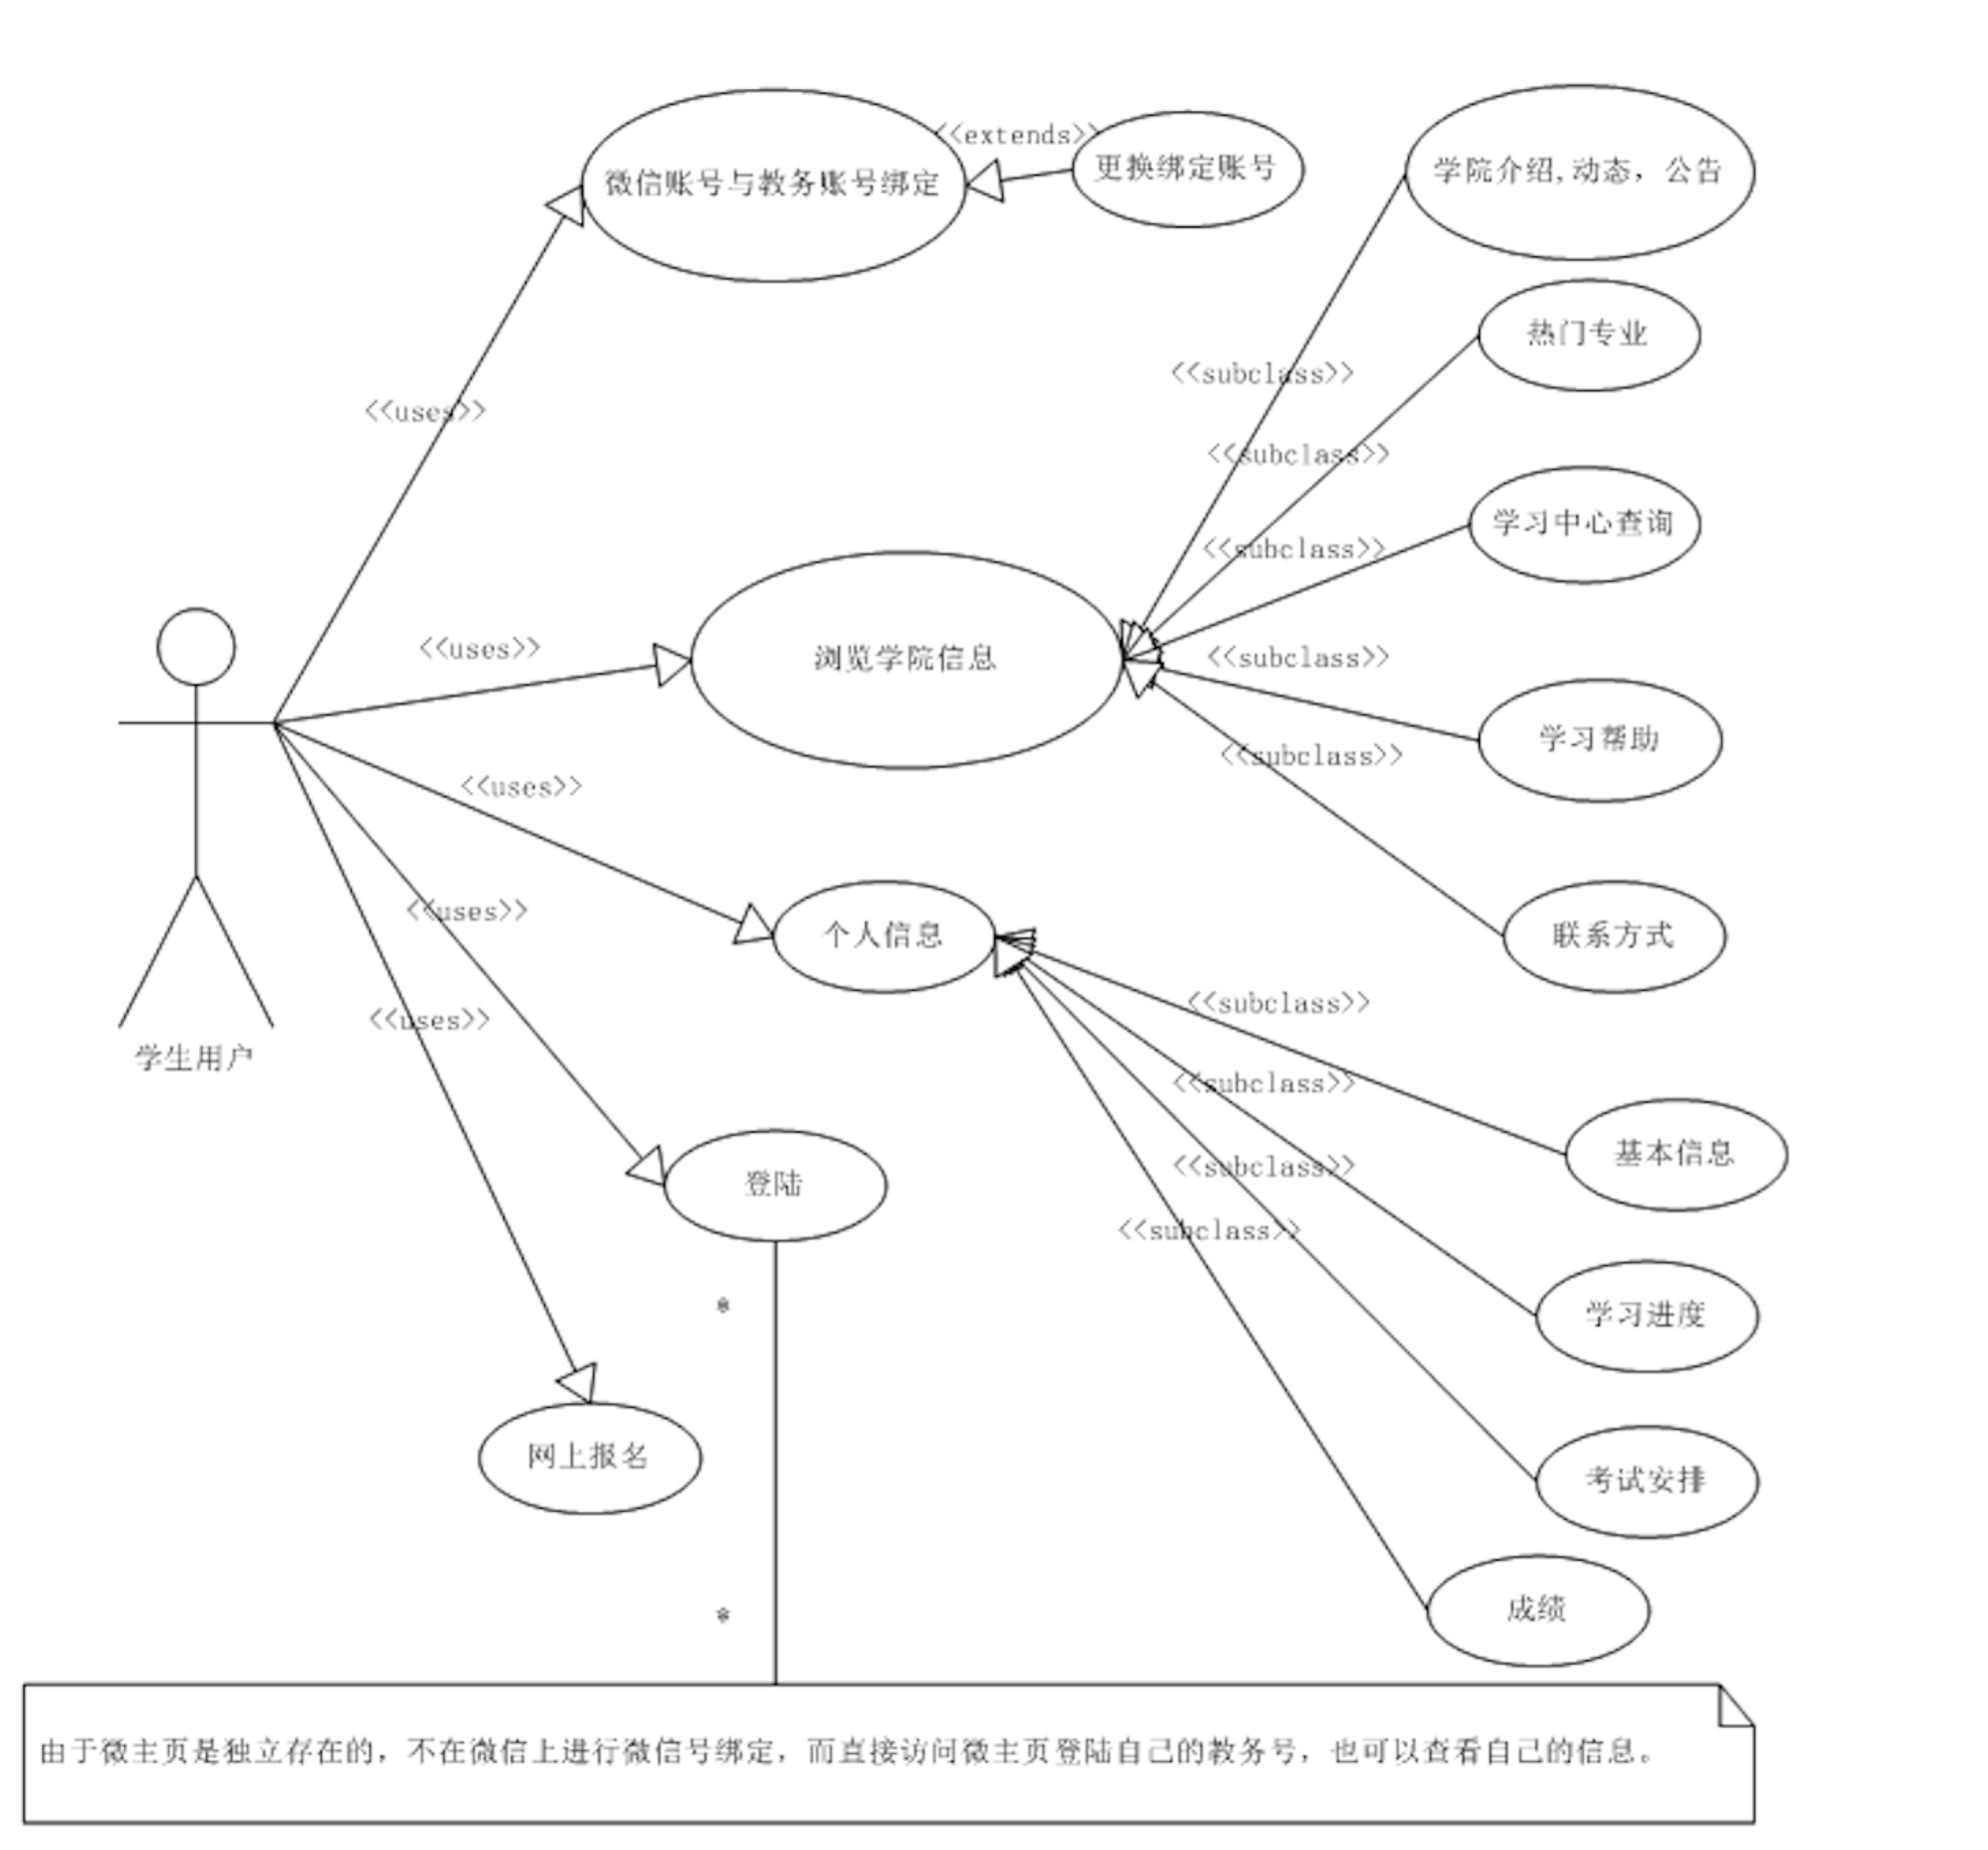 <<extends>>
微信账号与教务账号绑定
更换绑定账号
学院介绍,动态，公告
热门专业
<<subclass>>
<<uses>>
<<subclass>>
学习中心查询
<<subclass>>
<<uses>>
浏览学院信息
<<subclass>>
学习帮助
<<subclass>>
<<uses>>
<<uses>>
个人信息
联系方式
<<subclass>>
<<uses>>
学生用户
<<subclass>>
基本信息
<<subclass>>
登陆
<<subclass>>
*
学习进度
网上报名
考试安排
*
成绩
由于微主页是独立存在的，不在微信上进行微信号绑定，而直接访问微主页登陆自己的教务号，也可以查看自己的信息。